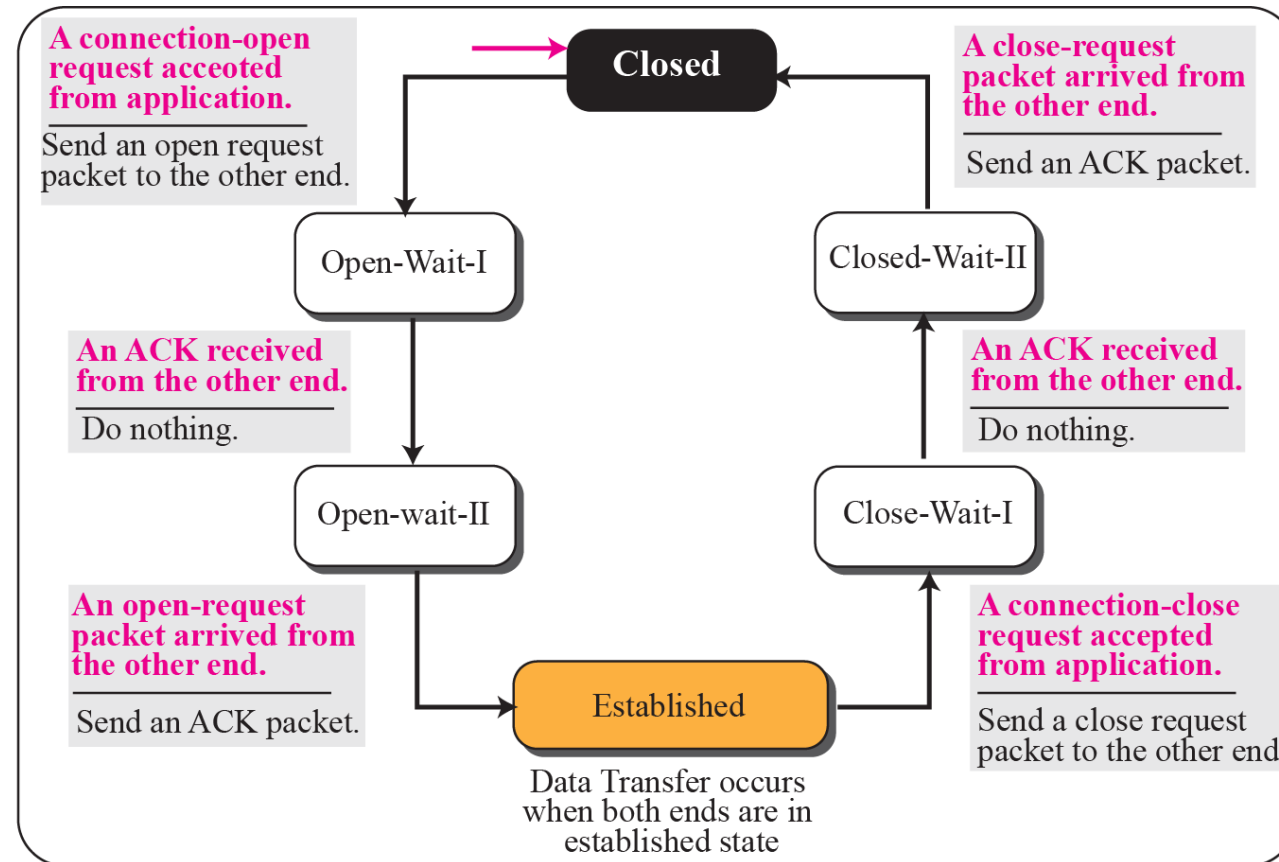 A connection-open
request acceoted
from application.
Send an open request
packet to the other end.
Closed
A close-request
packet arrived from
the other end.
Send an ACK packet.
Open-Wait-I
Closed-Wait-II
An ACK received
from the other end.
Do nothing.
An ACK received
from the other end.
Do nothing.
Open-wait-II
Close-Wait-I
An open-request
packet arrived from
the other end.
Send an ACK packet.
Established
Data Transfer occurs
when both ends are in
established state
A connection-close
request accepted
from application.
Send a close request
packet to the other end